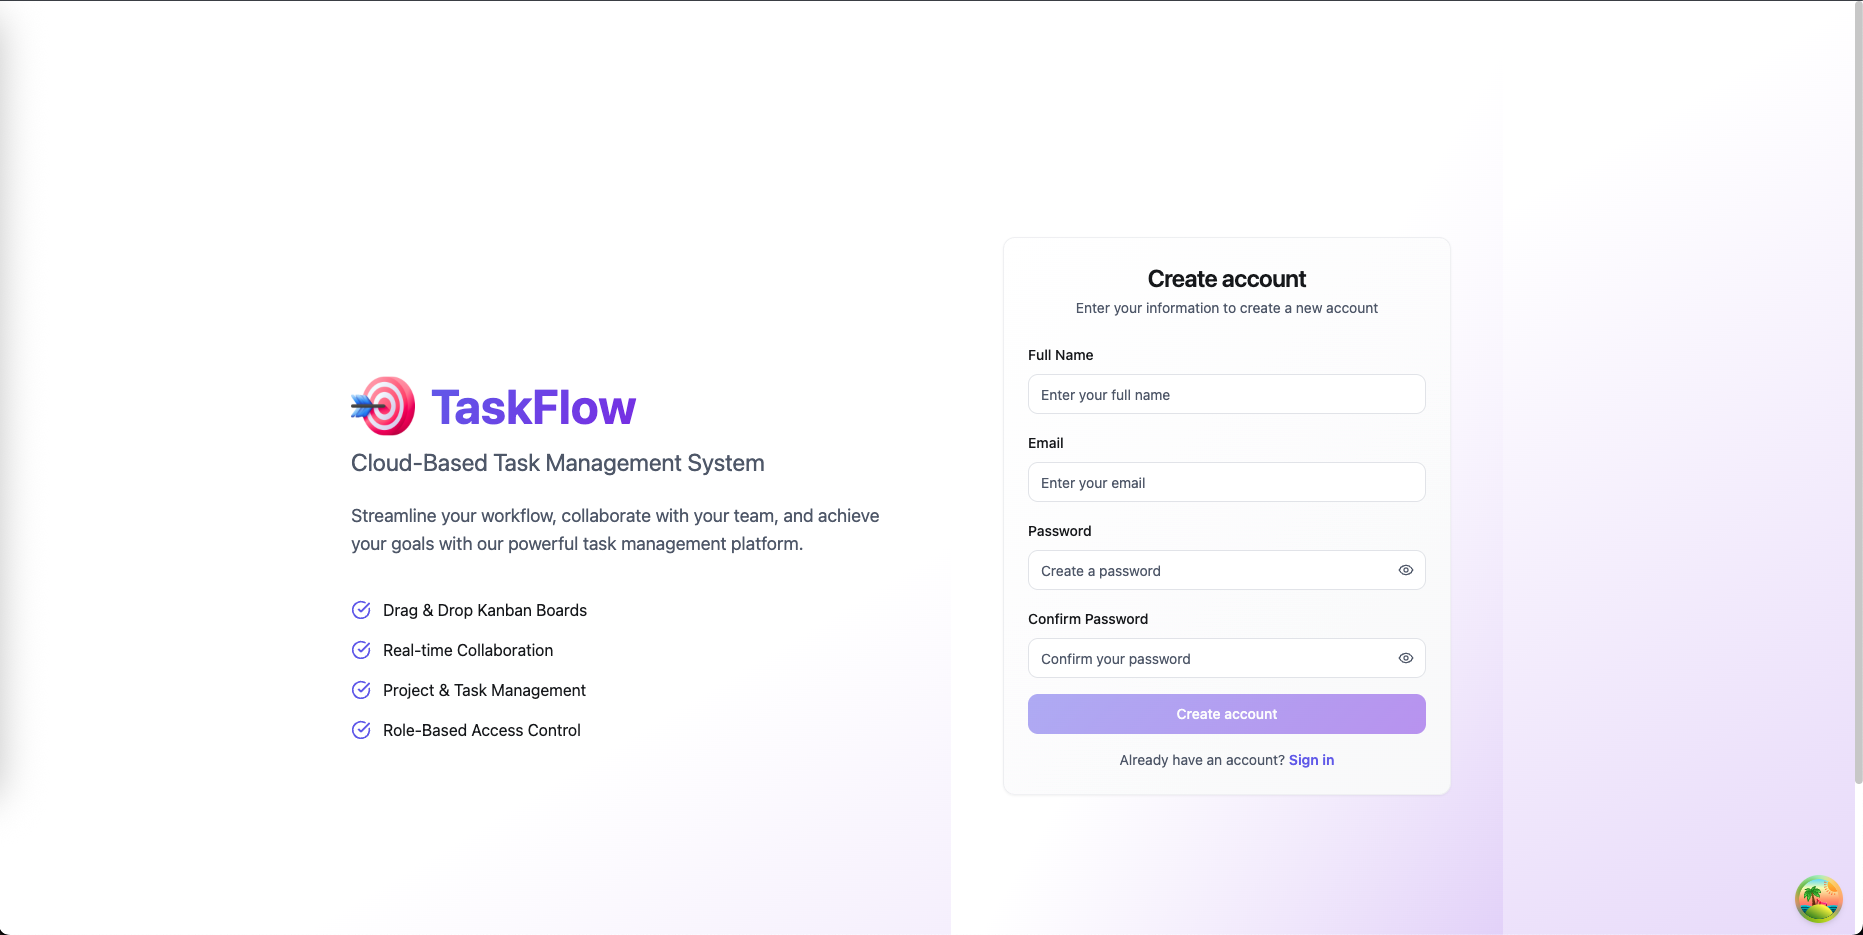 TaskFlow
Cloud-Based Task Management System
Streamline your workflow, collaborate with your team, and achieve
your goals with our powerful task management platform.
Drag & Drop Kanban Boards
Real-time Collaboration
Project & Task Management
Role-Based Access Control
Create account
Enter your information to create a new account
Full Name
Enter your full name
Email
Enter your email
Password
Create a password
Confirm Password
Confirm your password
Create account
Already have an account? Sign in